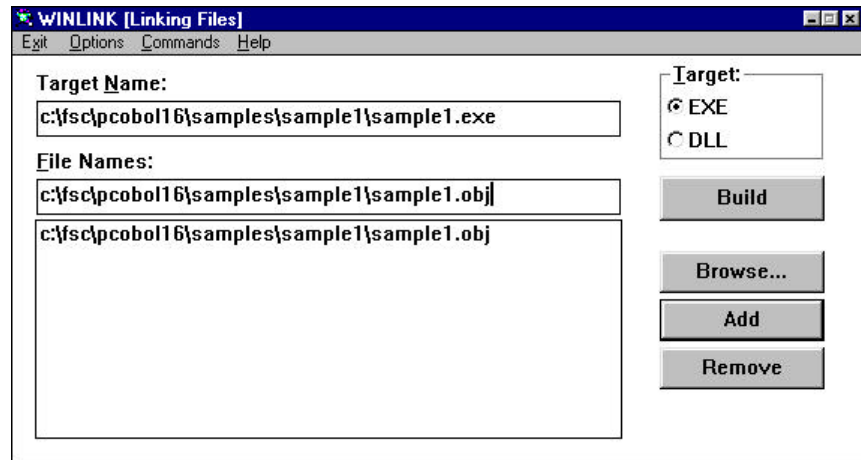 WINLINK [Linking Files]
Exit Options Commands Help
Target Name:
c:\fsc\pcobol16\samples\sample1\sample1.exe
File Names:
c:\fsc\pcobol16\samples\sample1\sample1.obj
c:\fsc\pcobol16\samples\sample1\sample1.obj
Target:
EXE
DLL
Build
Browse...
Add
Remove